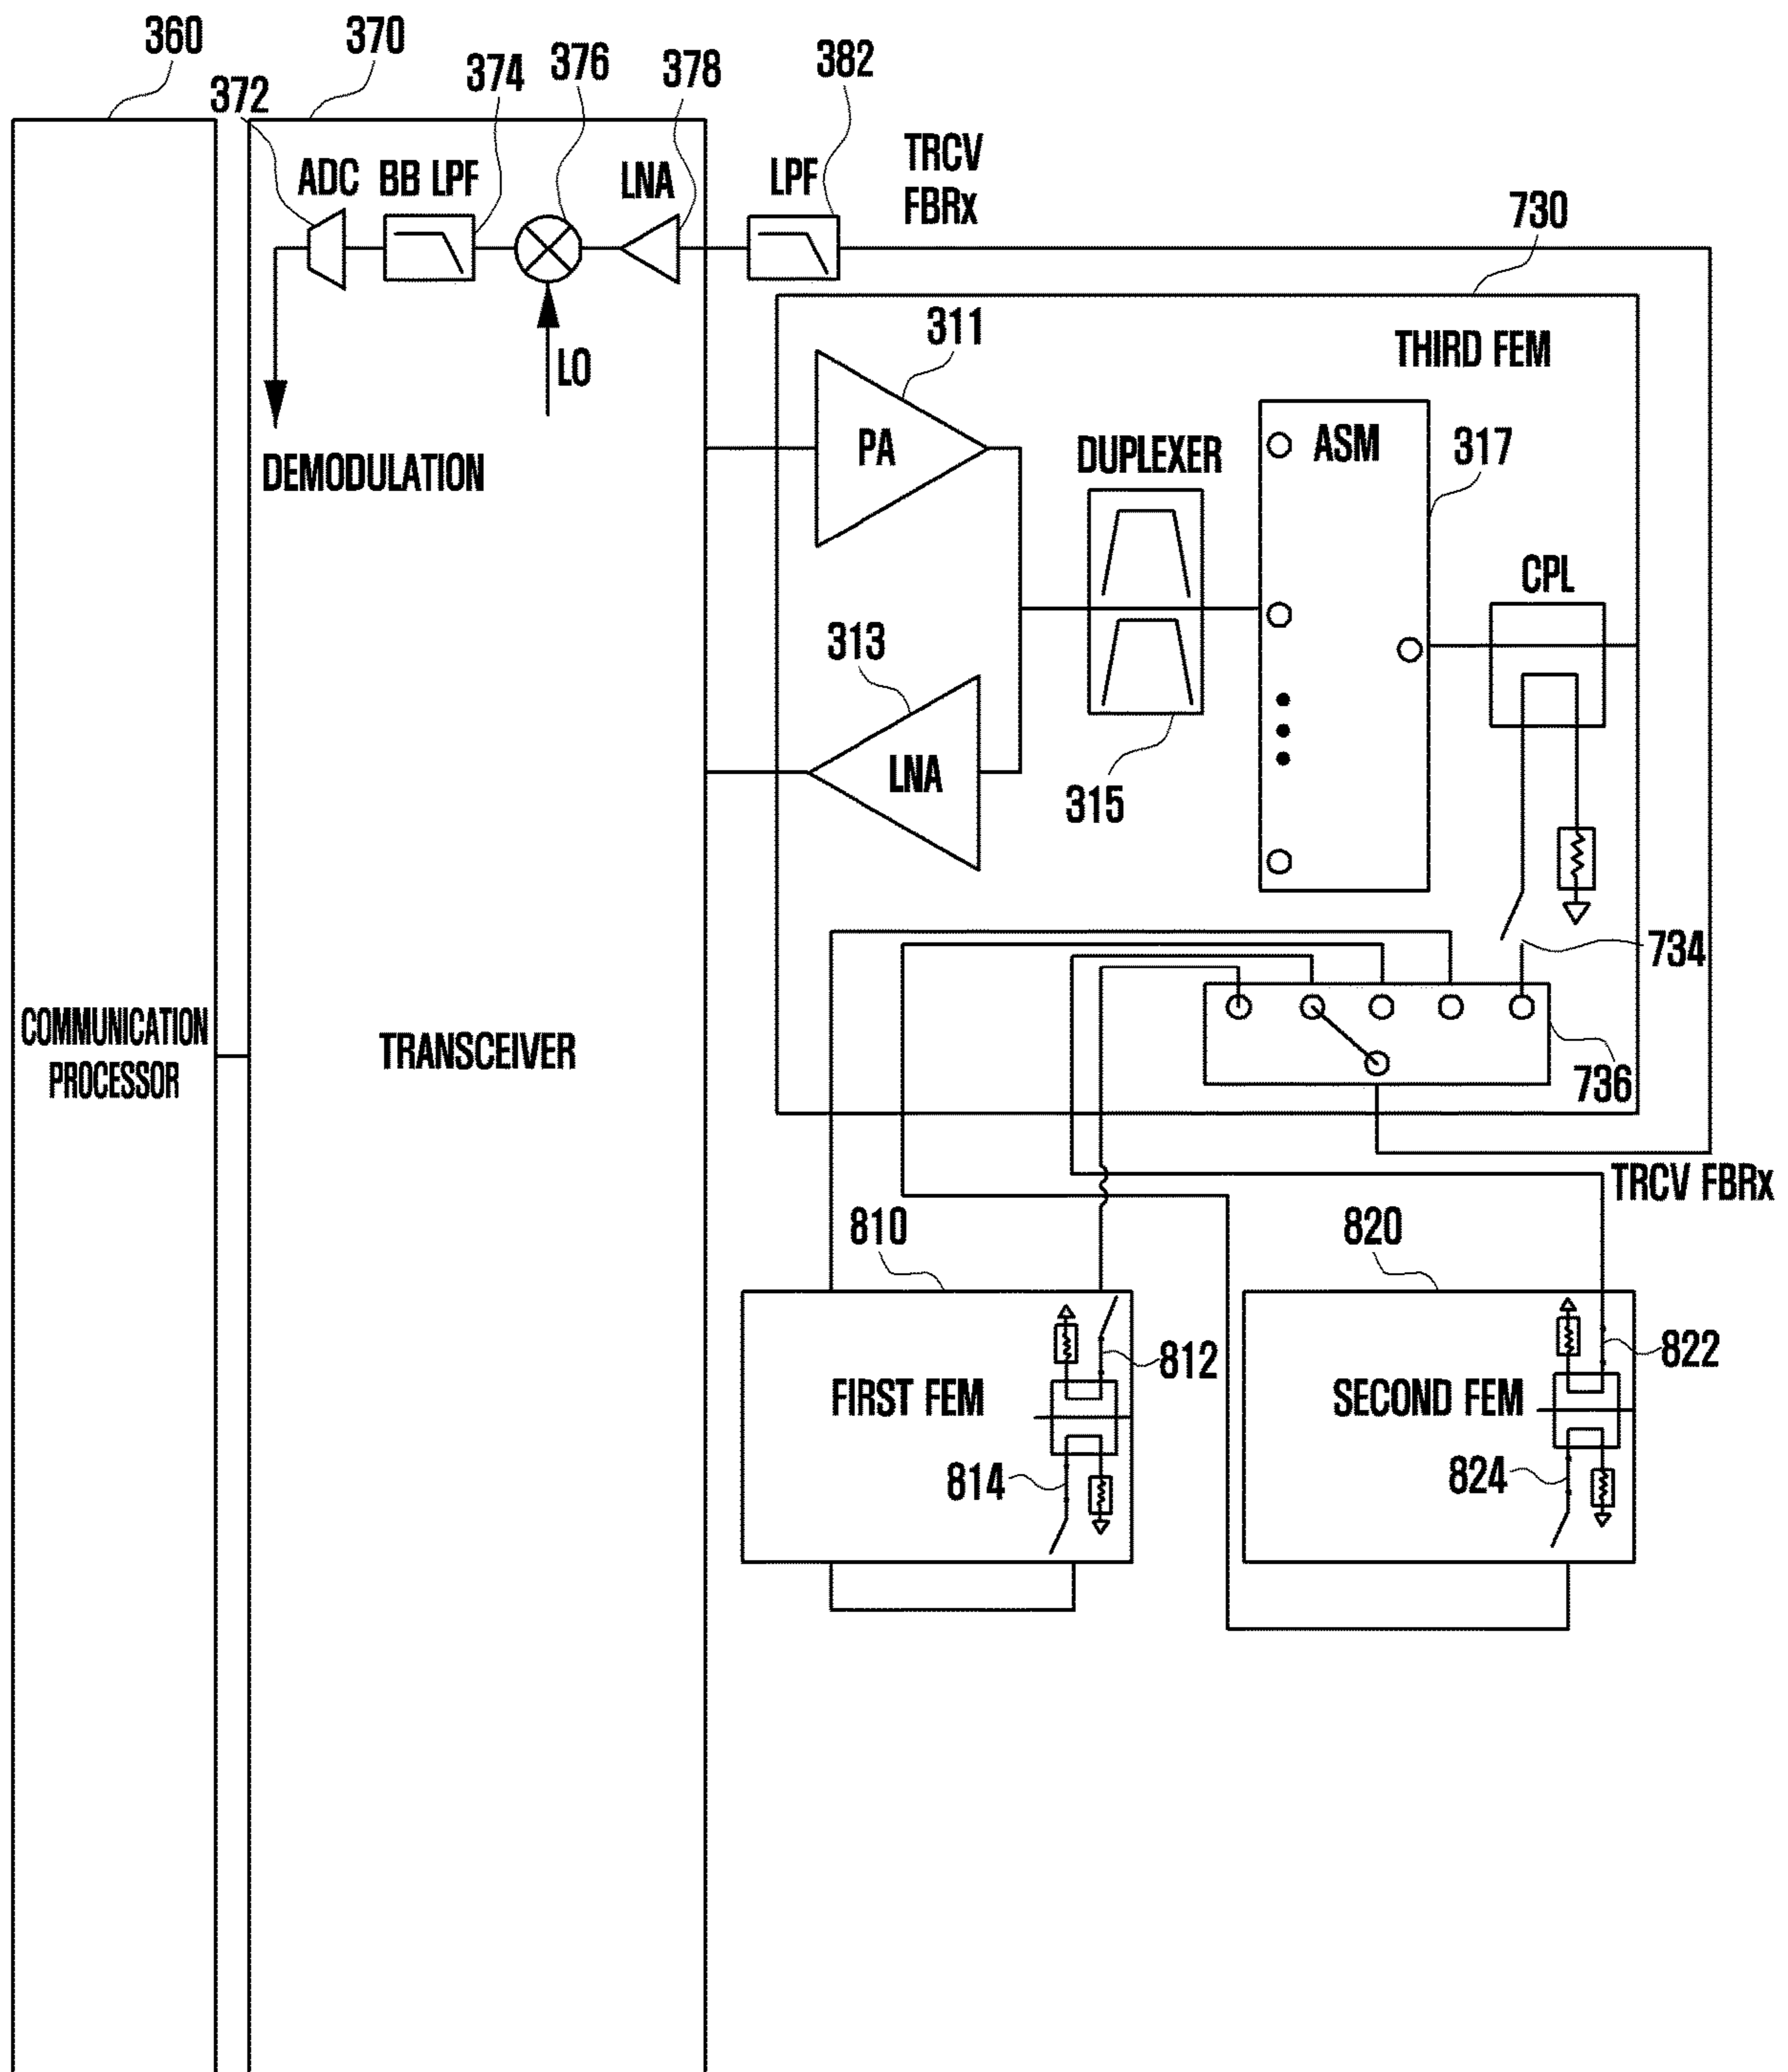 360
370
374
376
378
382
372
ADC
BB LPF
LNA
LPF
TRCV
FBRx
730
LO
311
THIRD FEM
PA
DEMODULATION
DUPLEXER
ASM
317
CPL
313
LNA
315
734
COMMUNICATION
PROCESSOR
TRANSCEIVER
736
TRCV FBRx
810
820
812
822
FIRST FEM
SECOND FEM
814
824